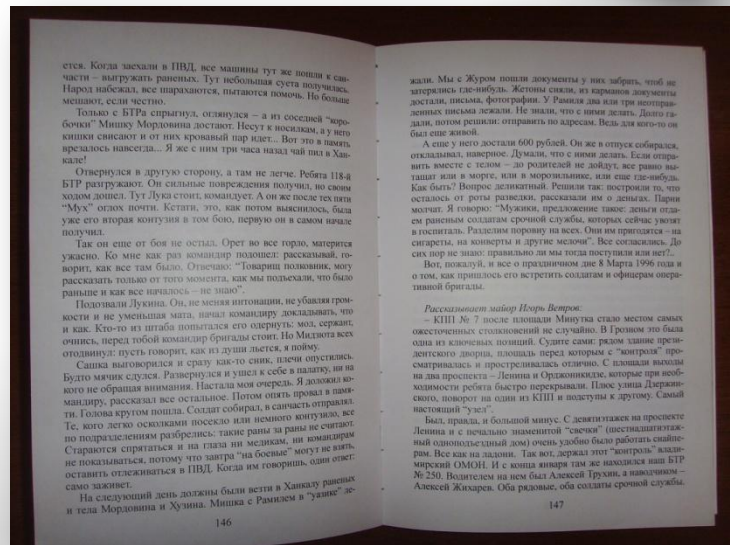 ется. Когда заехали в ПВД, все машины тут же пошли к сан-
части – выгружать раненых. Тут небольшая суета получилась.
Народ набежал, все шарахаются, пытаются помочь. Но больше
мешают, если честно.
Только с БТРа спрыгнул, оглянулся – а из соседней "коро-
бочки" Мишку Мордовина достают. Несут к носилкам, а у него
кишки свисают и от них кровавый пар идет... Вот это в память
врезалось навсегда... Я же с ним три часа назад чай пил в Хан-
кале!
Отвернулся в другую сторону, а там не легче. Ребята 118-й
БТР разгружают. Он сильные повреждения получил, но своим
ходом дошел. Тут Лука стоит, командует. А он же после тех пяти
"Мух" оглох почти. Кстати, это, как потом выяснилось, была
уже его вторая контузия в том бою, первую он в самом начале
получил.
Так он еще от боя не остыл. Орет во все горло, матерится
ужасно. Ко мне как раз командир подошел: рассказывай, го-
ворит, как все там было. Отвечаю: "Товарищ полковник, могу
рассказать только от того момента, как мы подъехали, что было
раньше и как все началось – не знаю".
Подозвали Лукина. Он, не меняя интонации, не убавляя гром-
кости и не уменьшая мата, начал командиру докладывать, что
и как. Кто-то из штаба попытался его одернуть: мол, сержант,
очнись, перед тобой командир бригады стоит. Но Мидзота всех
отодвинул: пусть говорит, как из души льется, я пойму.
Сашка выговорился и сразу как-то сник, плечи опустились.
Будто мячик сдулся. Развернулся и ушел к себе в палатку, ни на
кого не обращая внимания. Настала моя очередь. Я доложил ко-
мандиру, рассказал все остальное. Потом опять провал в памя-
ти. Голова кругом пошла. Солдат собирал, в санчасть отправлял.
Те, кого легко осколками посекло или немного контузило, все
по подразделениям разбрелись: такие раны за раны не считают.
Стараются спрятаться и на глаза ни медикам, ни командирам
не показываться, потому что завтра "на боевые" могут не взять,
оставить отлеживаться в ПВД. Когда им говоришь, один ответ:
само заживет.
На следующий день должны были везти в Ханкалу раненых
и тела Мордовина и Хузина. Мишка с Рамилем в "уазике" ле-
146
жали. Мы с Журом пошли документы у них забрать, чтоб не
затерялись где-нибудь. Жетоны сняли, из карманов документы
достали, письма, фотографии. У Рамиля два или три неотправ-
ленных письма лежали. Не знали, что с ними делать. Долго га-
дали, потом решили: отправить по адресам. Ведь для кого-то он
был еще живой.
А еще у него достали 600 рублей. Он же в отпуск собирался,
откладывал, наверное. Думали, что с ними делать. Если отпра-
вить вместе с телом – до родителей не дойдут, все равно вы-
тащат или в морге, или в морозильнике, или еще где-нибудь.
Как быть? Вопрос деликатный. Решили так: построили то, что
осталось от роты разведки, рассказали им о деньгах. Парни
молчат. Я говорю: "Мужики, предложение такое: деньги отда-
ем раненым солдатам срочной службы, которых сейчас увозят
в госпиталь. Разделим поровну на всех. Они им пригодятся – на
сигареты, на конверты и другие мелочи". Все согласились. До
сих пор не знаю: правильно ли мы тогда поступили или нет?..
Вот, пожалуй, и все о праздничном дне 8 Марта 1996 года и
о том, как пришлось его встретить солдатам и офицерам опера-
тивной бригады.
Рассказывает майор Игорь Ветров:
– КПП № 7 после площади Минутка стало местом самых
ожесточенных столкновений не случайно. В Грозном это была
одна из ключевых позиций. Судите сами: рядом здание прези-
дентского дворца, площадь перед которым с "контроля" про-
сматривалась и простреливалась отлично. С площади выходы
на два проспекта – Ленина и Орджоникидзе, которые при нео-
бходимости ребята быстро перекрывали. Плюс улица Дзержин-
ского, поворот на один из КПП и подступы к другому. Самый
настоящий "узел".
Был, правда, и большой минус. С девятиэтажек на проспекте
Ленина и с печально знаменитой "свечки" (шестнадцатиэтаж-
ный одноподъездный дом) очень удобно было работать снайпе-
рам. Все как на ладони. Так вот, держал этот "контроль" влади-
мирский ОМОН. И с конца января там же находился наш БТР
№ 250. Водителем на нем был Алексей Трухин, а наводчиком –
Алексей Жихарев. Оба рядовые, оба солдаты срочной службы.
147